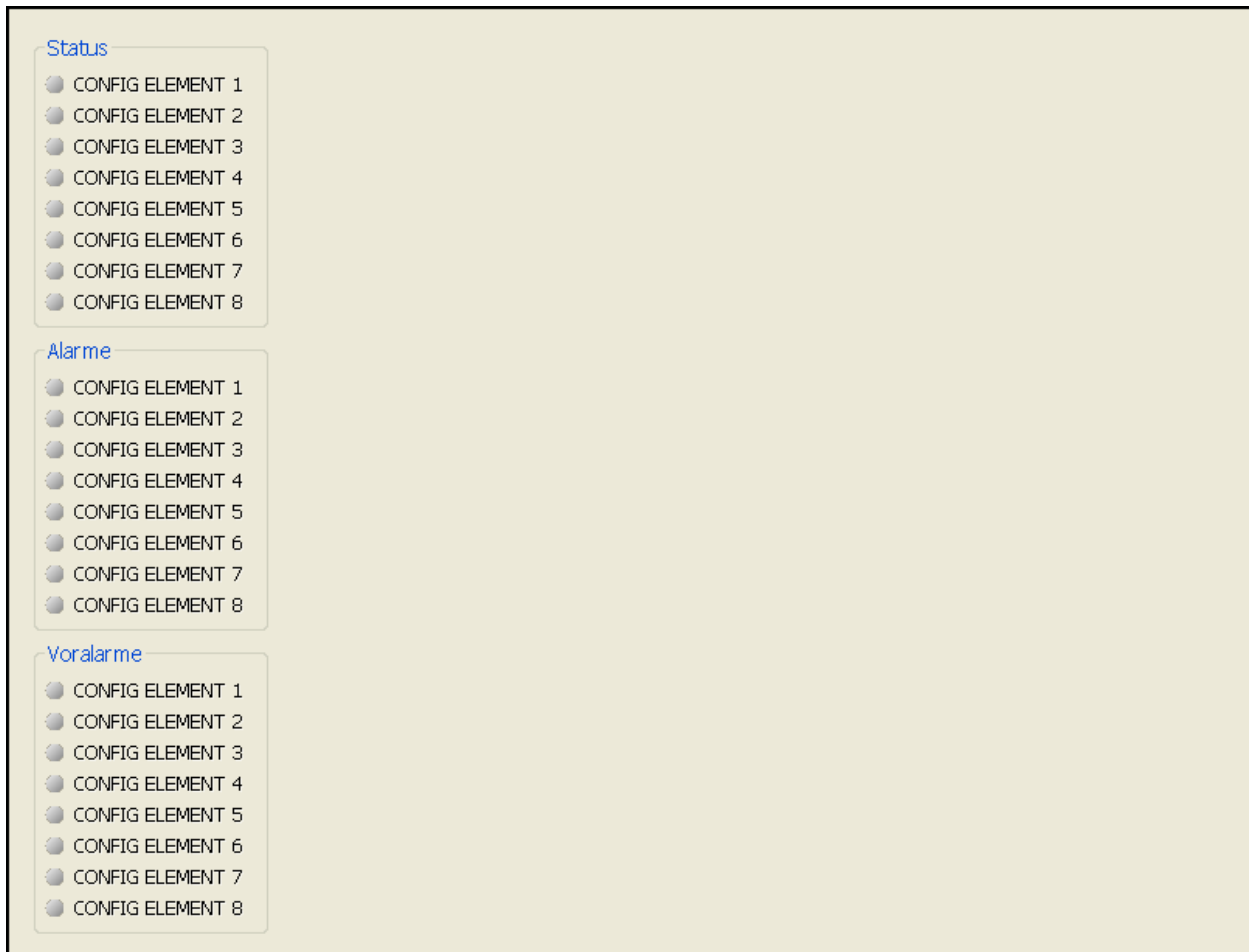 Status
CONFIG ELEMENT 1
CONFIG ELEMENT 2
CONFIG ELEMENT 3
CONFIG ELEMENT 4
CONFIG ELEMENT 5
CONFIG ELEMENT 6
CONFIG ELEMENT 7
CONFIG ELEMENT 8
Alarme
CONFIG ELEMENT 1
CONFIG ELEMENT 2
CONFIG ELEMENT 3
CONFIG ELEMENT 4
CONFIG ELEMENT 5
CONFIG ELEMENT 6
CONFIG ELEMENT 7
CONFIG ELEMENT 8
Voralarme
CONFIG ELEMENT 1
CONFIG ELEMENT 2
CONFIG ELEMENT 3
CONFIG ELEMENT 4
CONFIG ELEMENT 5
CONFIG ELEMENT 6
CONFIG ELEMENT 7
CONFIG ELEMENT 8